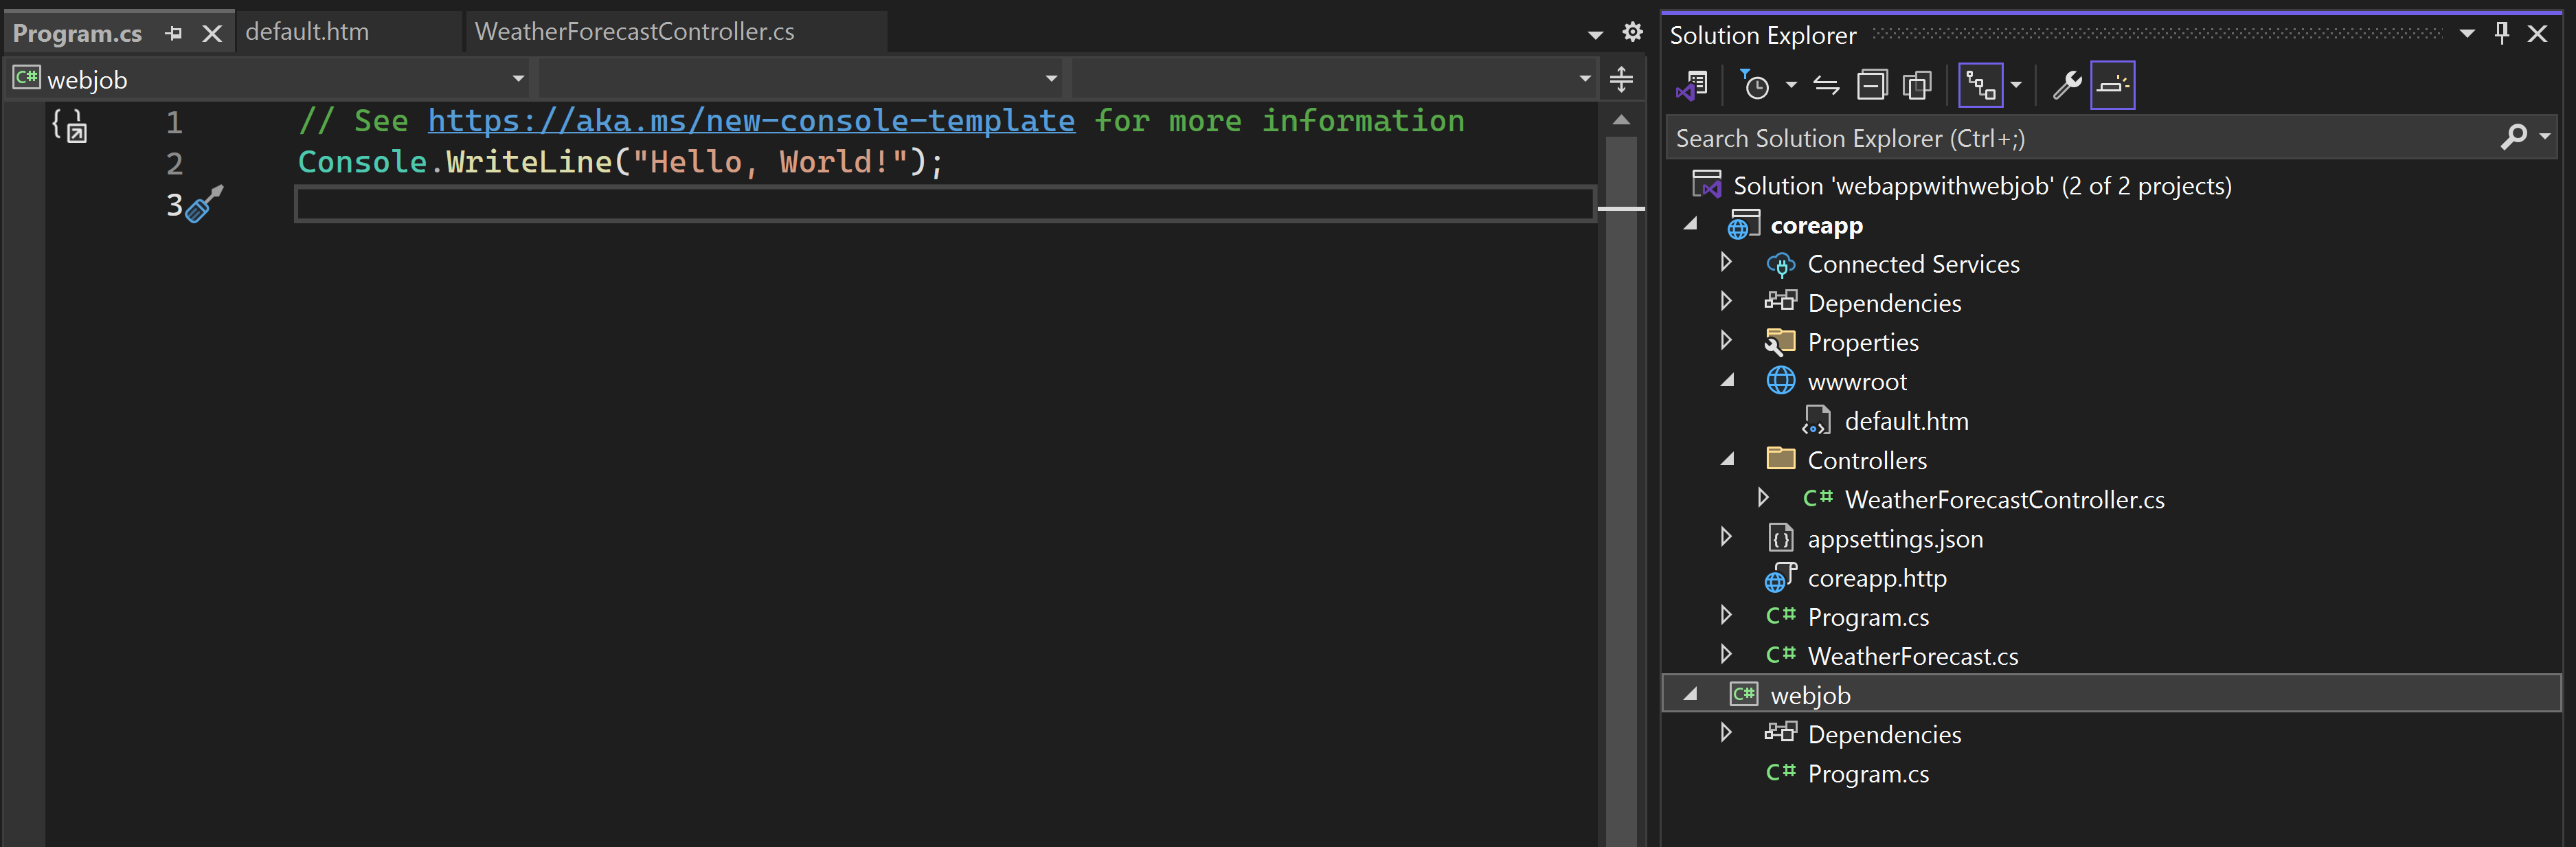 Program.cs
default.htm
WeatherForecastController.cs
C# webjob
1 // See https://aka.ms/new-console-template for more information
2 Console.WriteLine("Hello, World!");
3
Solution Explorer
Search Solution Explorer (Ctrl+;)
Solution 'webappwithwebjob' (2 of 2 projects)
coreapp
Connected Services
Dependencies
Properties
wwwroot
default.htm
Controllers
C# WeatherForecastController.cs
appsettings.json
coreapp.http
C# Program.cs
C# WeatherForecast.cs
C# webjob
Dependencies
C# Program.cs